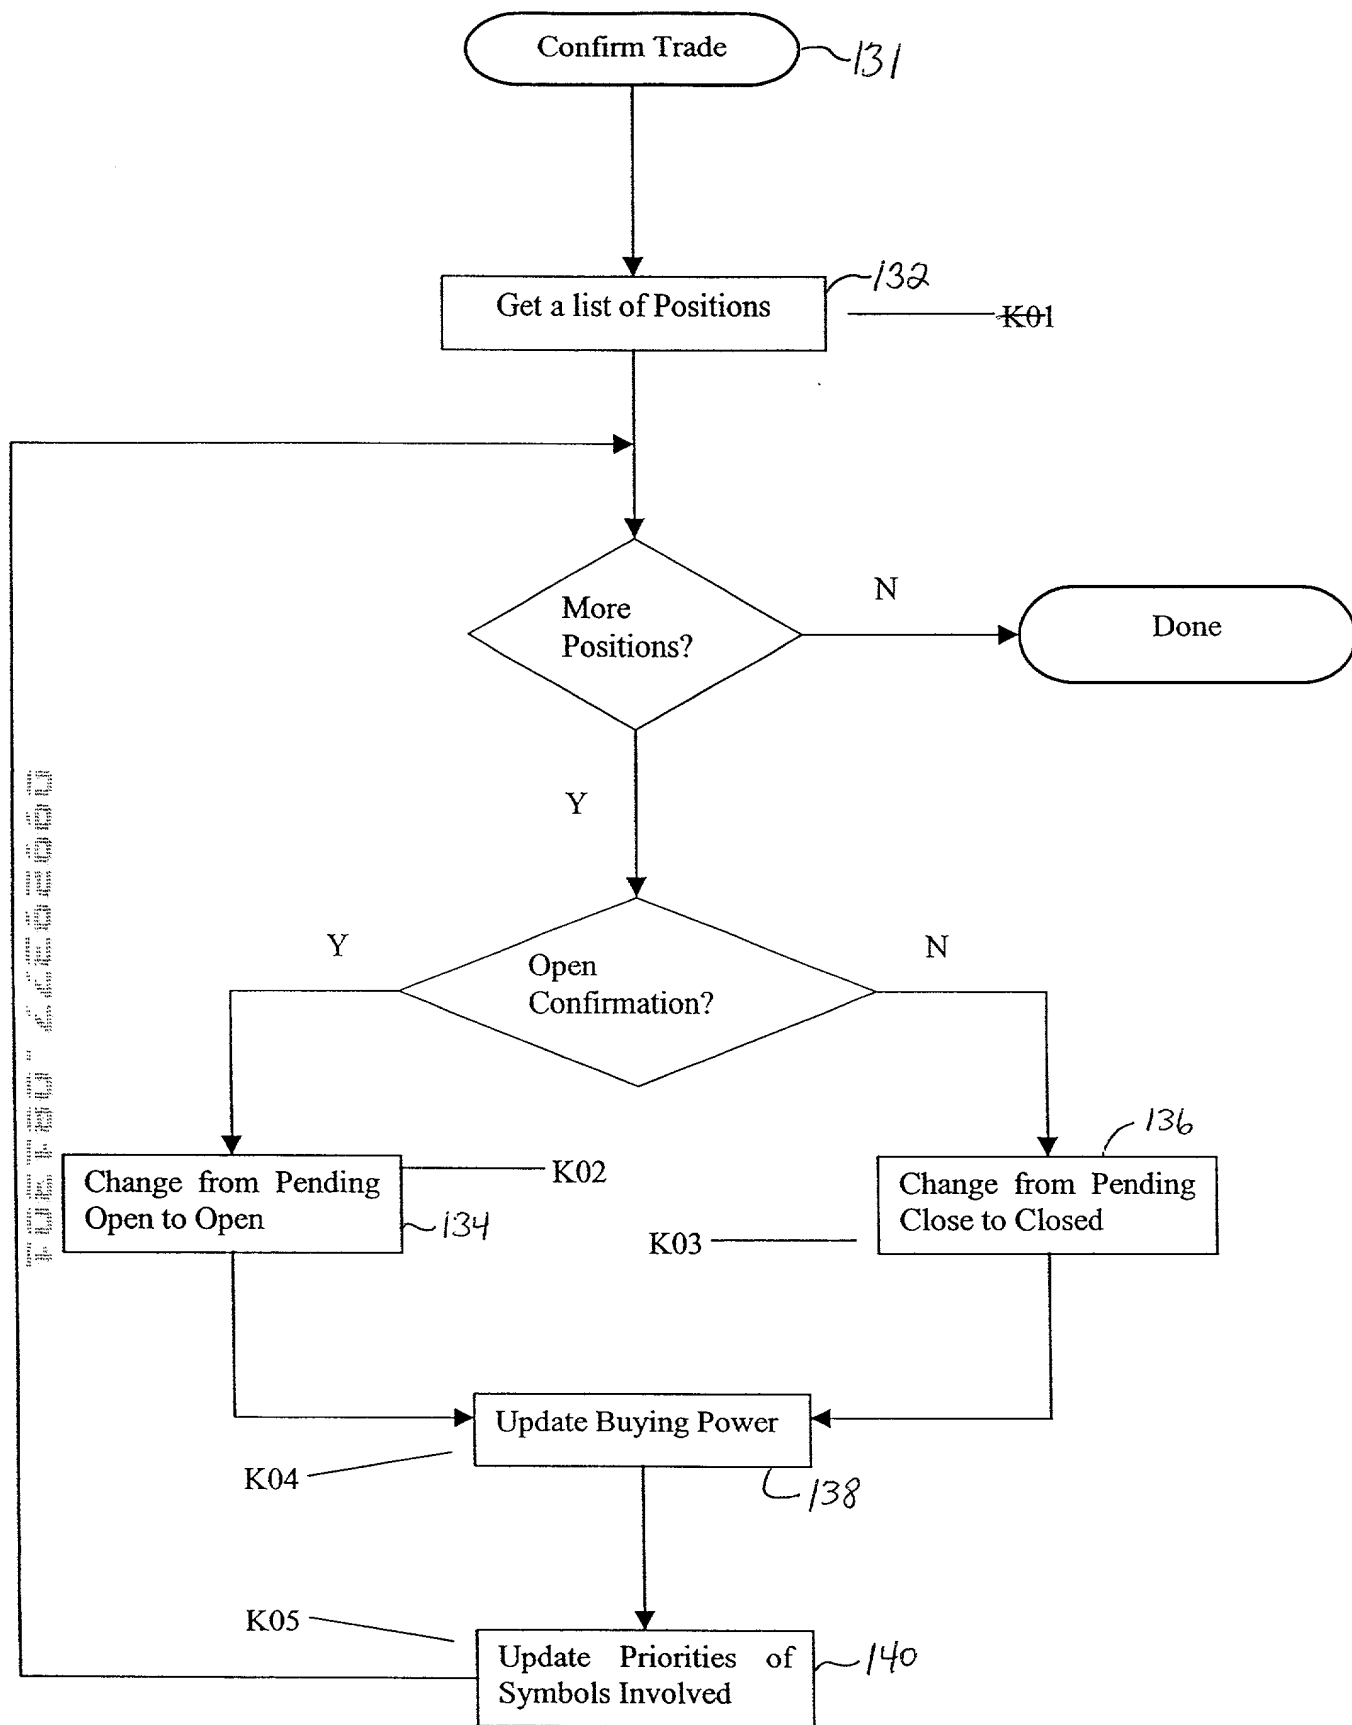 Confirm Trade
131
132
Get a list of Positions
K01
More
Positions?
N
Done
Y
Y
Open
Confirmation?
N
136
Change from Pending
Open to Open
K02
134
K03
Change from Pending
Close to Closed
Update Buying Power
K04
138
K05
Update Priorities of
Symbols Involved
140